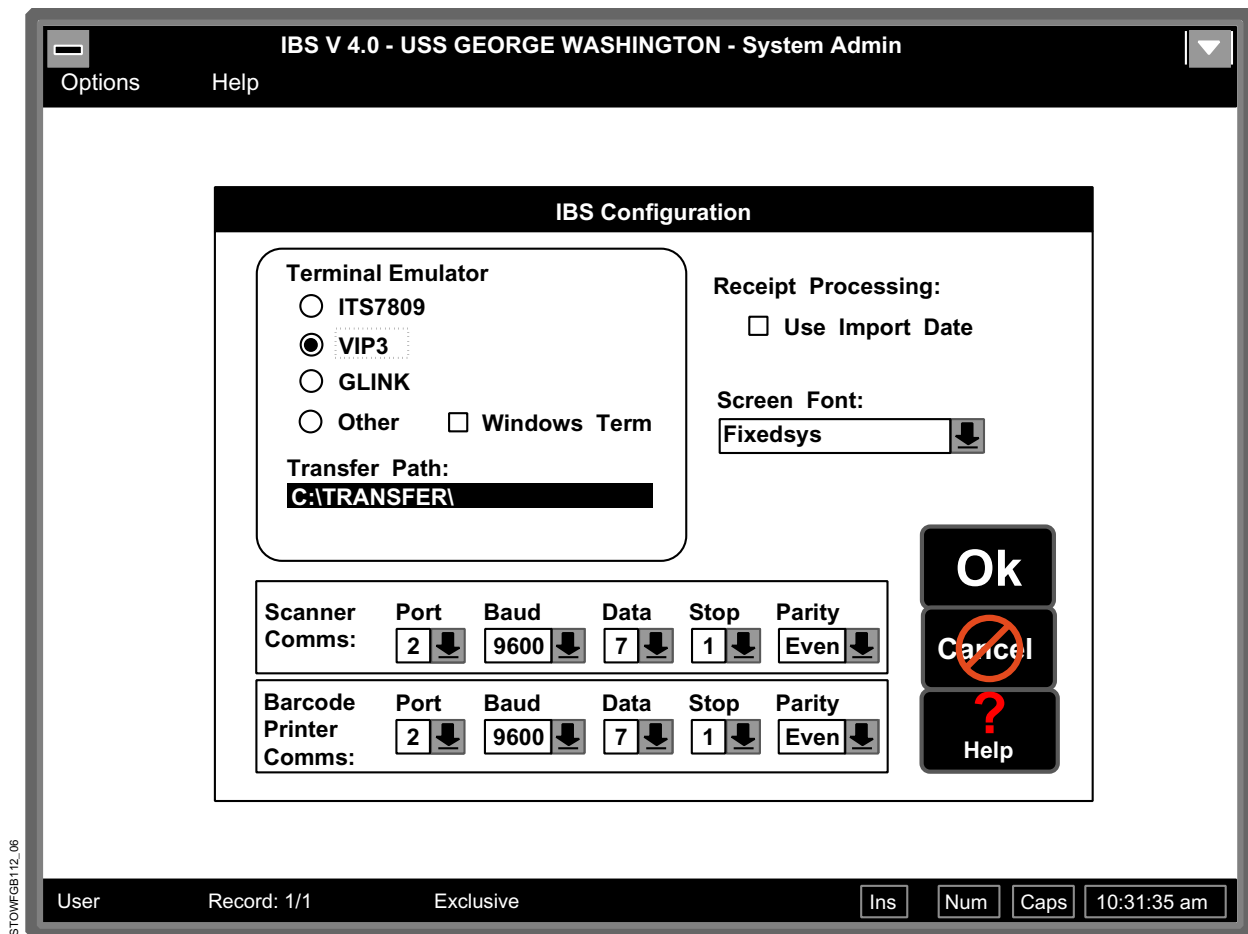 IBS V 4.0 - USS GEORGE WASHINGTON - System Admin
Options Help
IBS Configuration
Terminal Emulator
ITS7809
VIP3
GLINK
Other Windows Term
Transfer Path:
C:\TRANSFER\
Receipt Processing:
Use Import Date
Screen Font:
Fixedsys
Scanner Comms: Port Baud Data Stop Parity
2 9600 7 1 Even
Barcode Printer Comms: Port Baud Data Stop Parity
2 9600 7 1 Even
Ok
Cancel
?
Help
User Record: 1/1 Exclusive Ins Num Caps 10:31:35 am
STOWFGB112_06